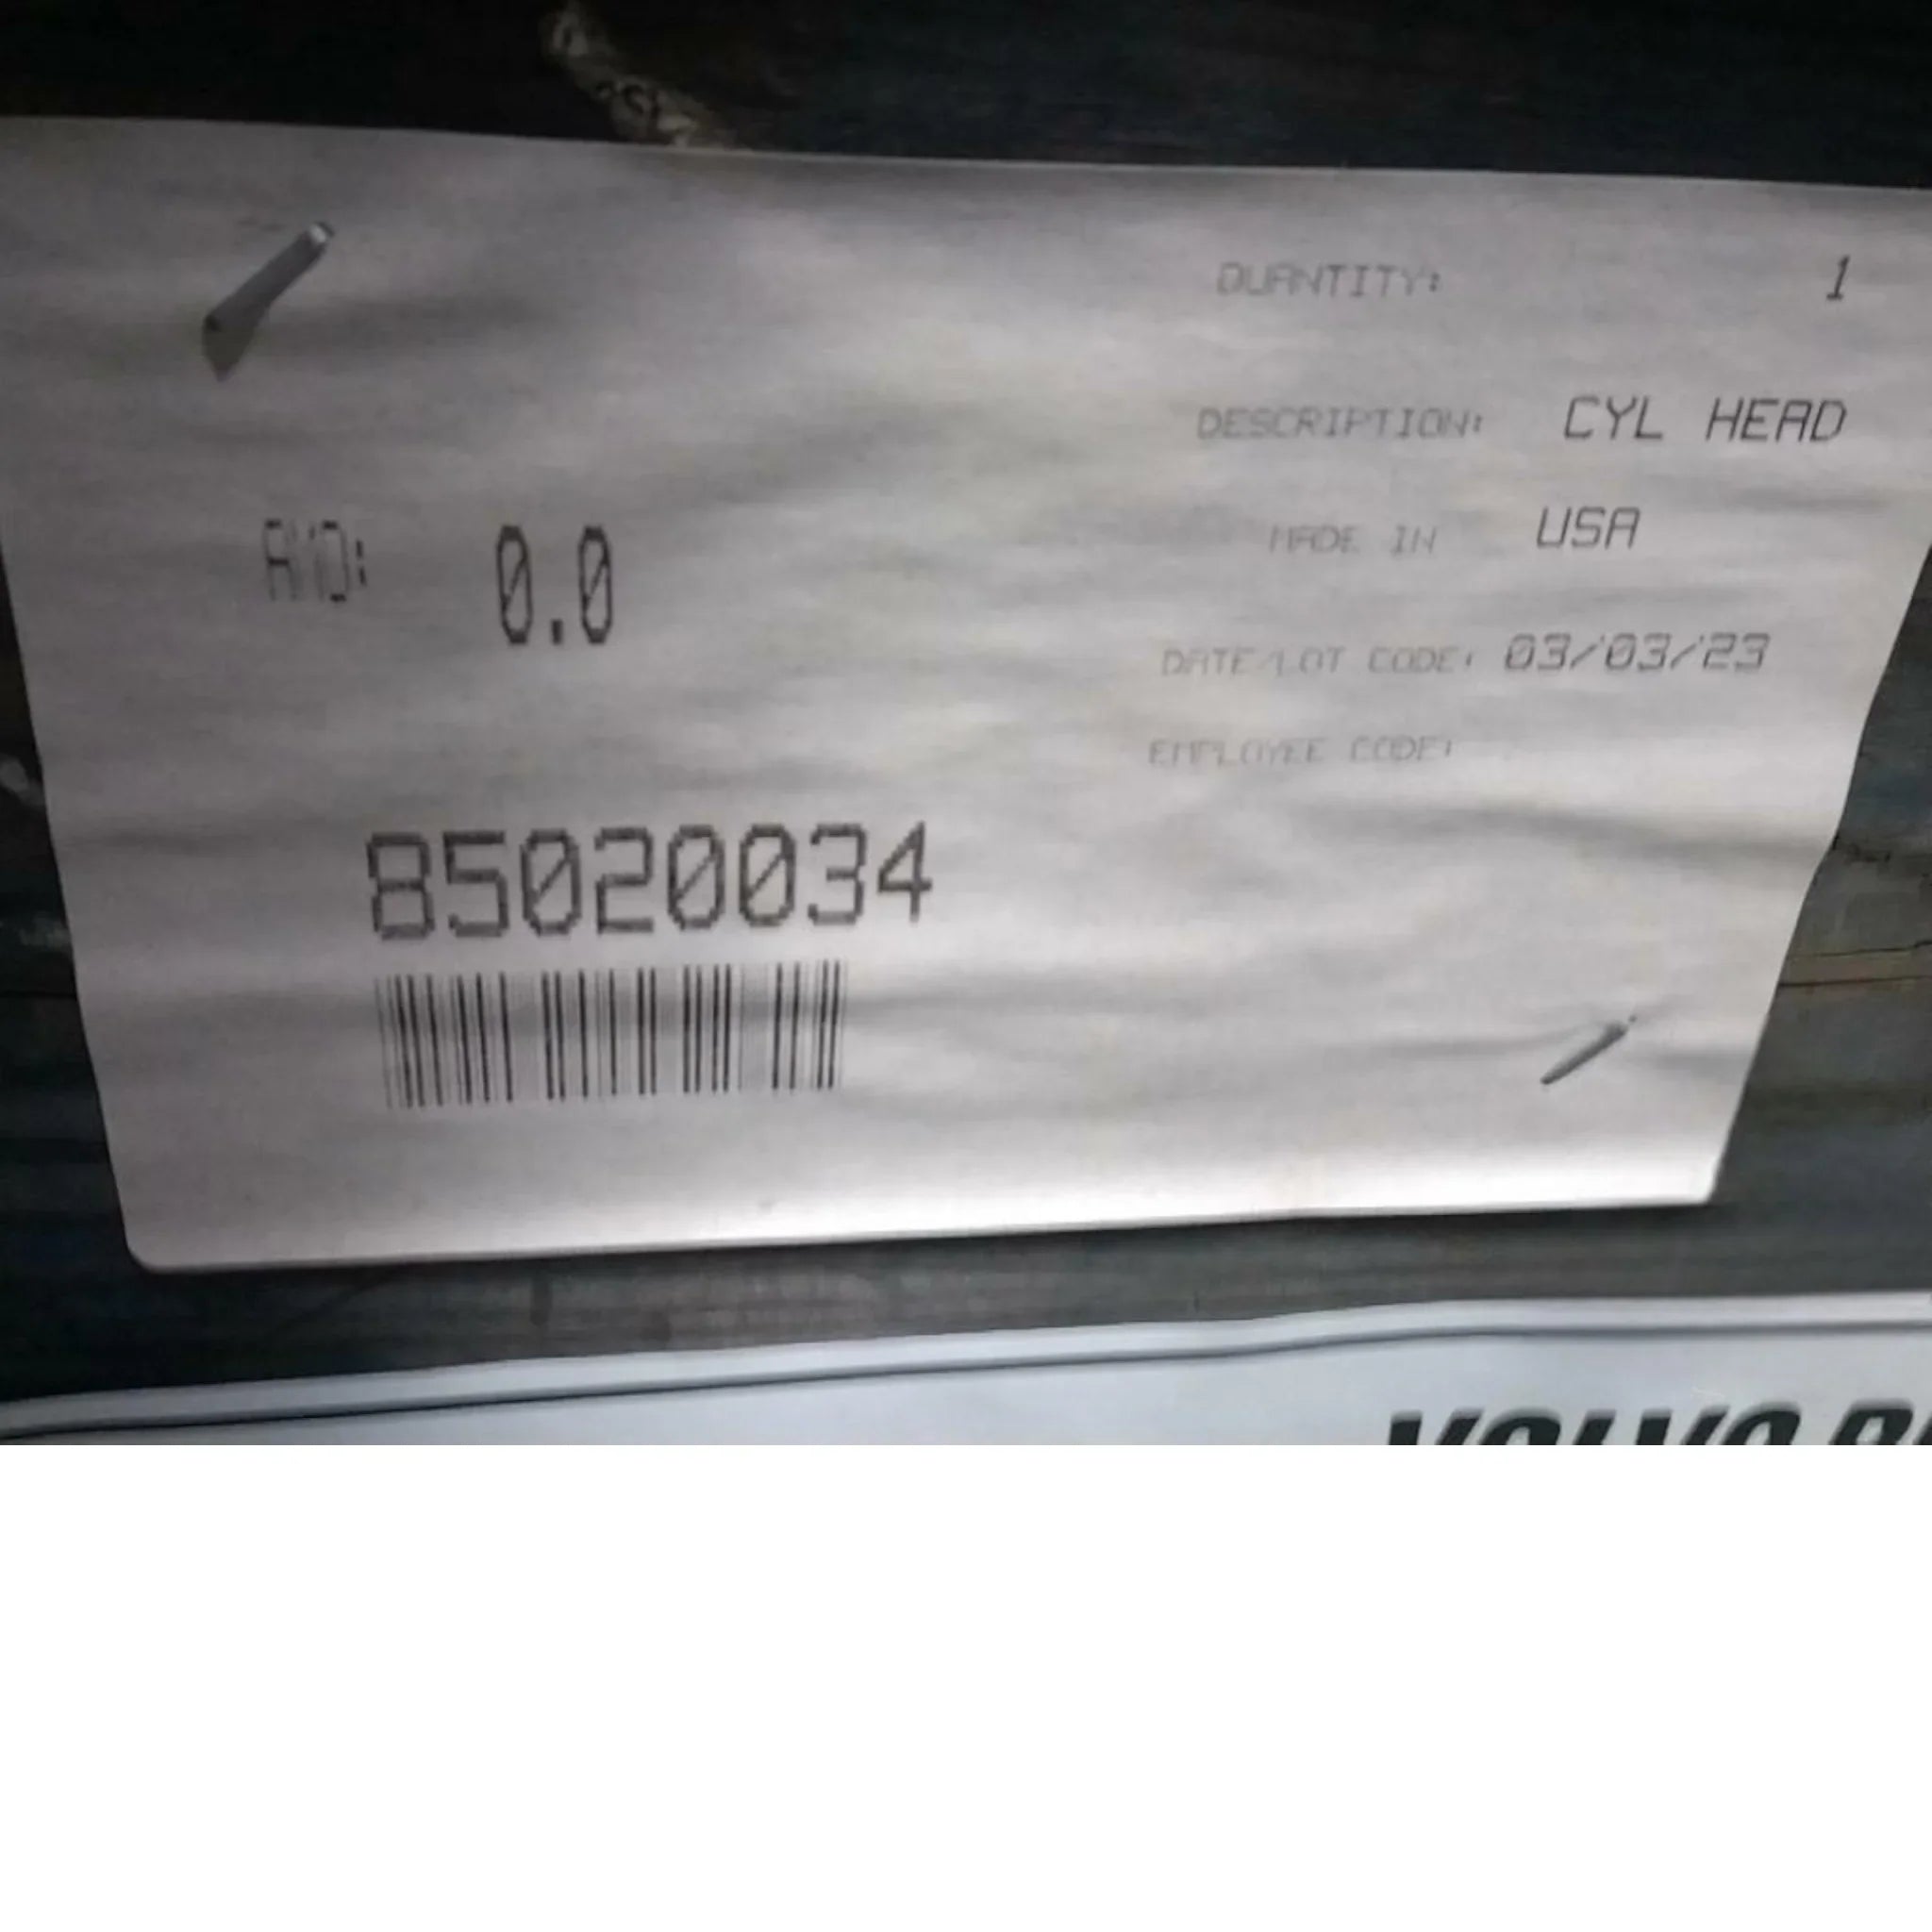 QUANTITY: 1
DESCRIPTION: CYL HEAD
MADE IN USA
0.0
DATE/LOT CODE: 03/03/23
EMPLOYEE CODE:
85020034
VOLVO